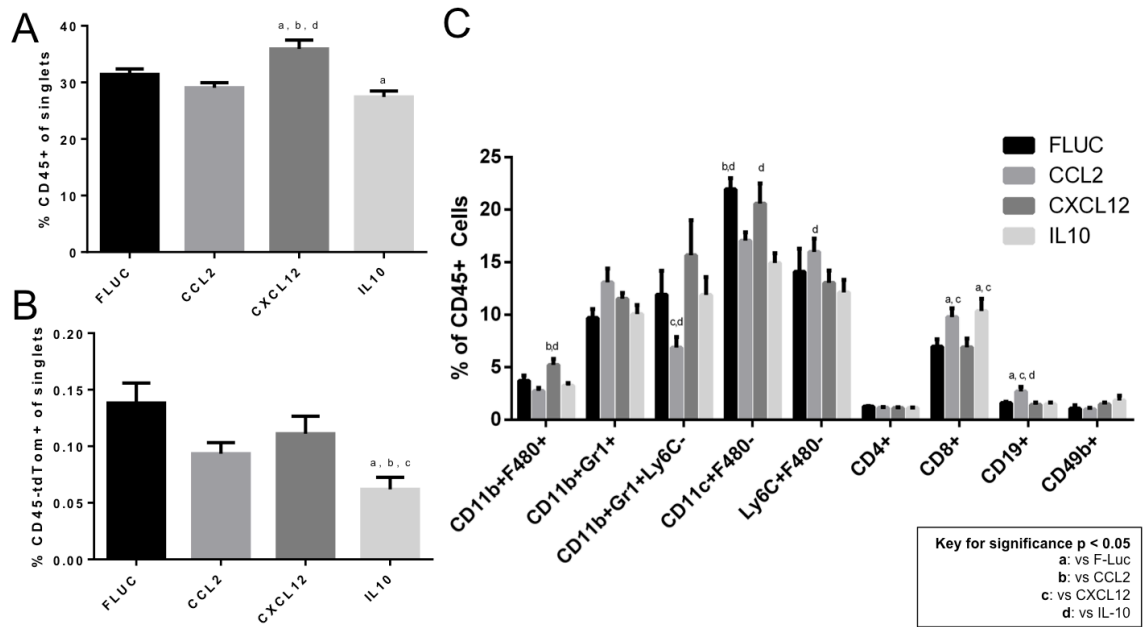 A
% CD45+ of singlets
40
30
20
10
0
a, b, d
a
FLUC
CCL2
CXCL12
IL10
B
% CD45-tdTom+ of singlets
0.20
0.15
0.10
0.05
0.00
a, b, c
FLUC
CCL2
CXCL12
IL10
C
FLUC
CCL2
CXCL12
IL10
% of CD45+ Cells
25
20
15
10
5
0
b,d
c,d
b,d
d
d
a, c
a, c
a, c, d
CD11b+F480+
CD11b+Gr1+
CD11b+Gr1+Ly6C-
CD11c+F480-
Ly6C+F480-
CD4+
CD8+
CD19+
CD49b+
Key for significance p < 0.05
a: vs F-Luc
b: vs CCL2
c: vs CXCL12
d: vs IL-10